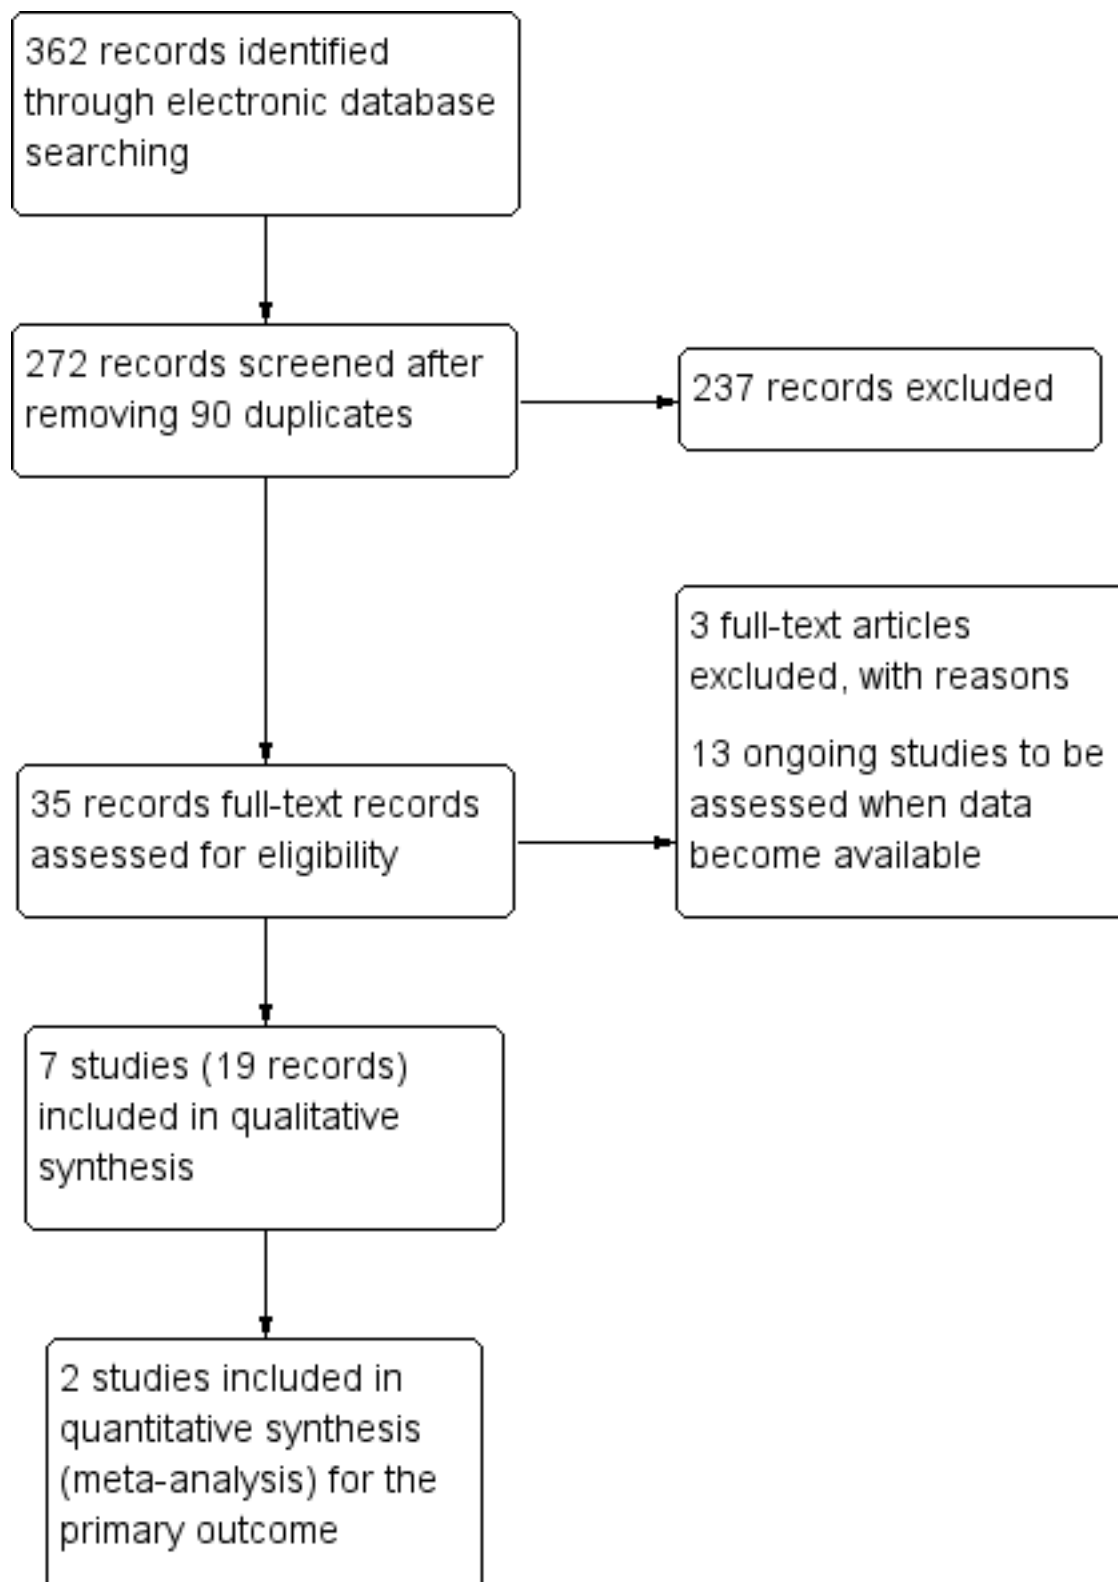 362 records identified
through electronic database
searching
272 records screened after
removing 90 duplicates
237 records excluded
3 full-text articles
excluded, with reasons
13 ongoing studies to be
assessed when data
become available
35 records full-text records
assessed for eligibility
7 studies (19 records)
included in qualitative
synthesis
2 studies included in
quantitative synthesis
(meta-analysis) for the
primary outcome